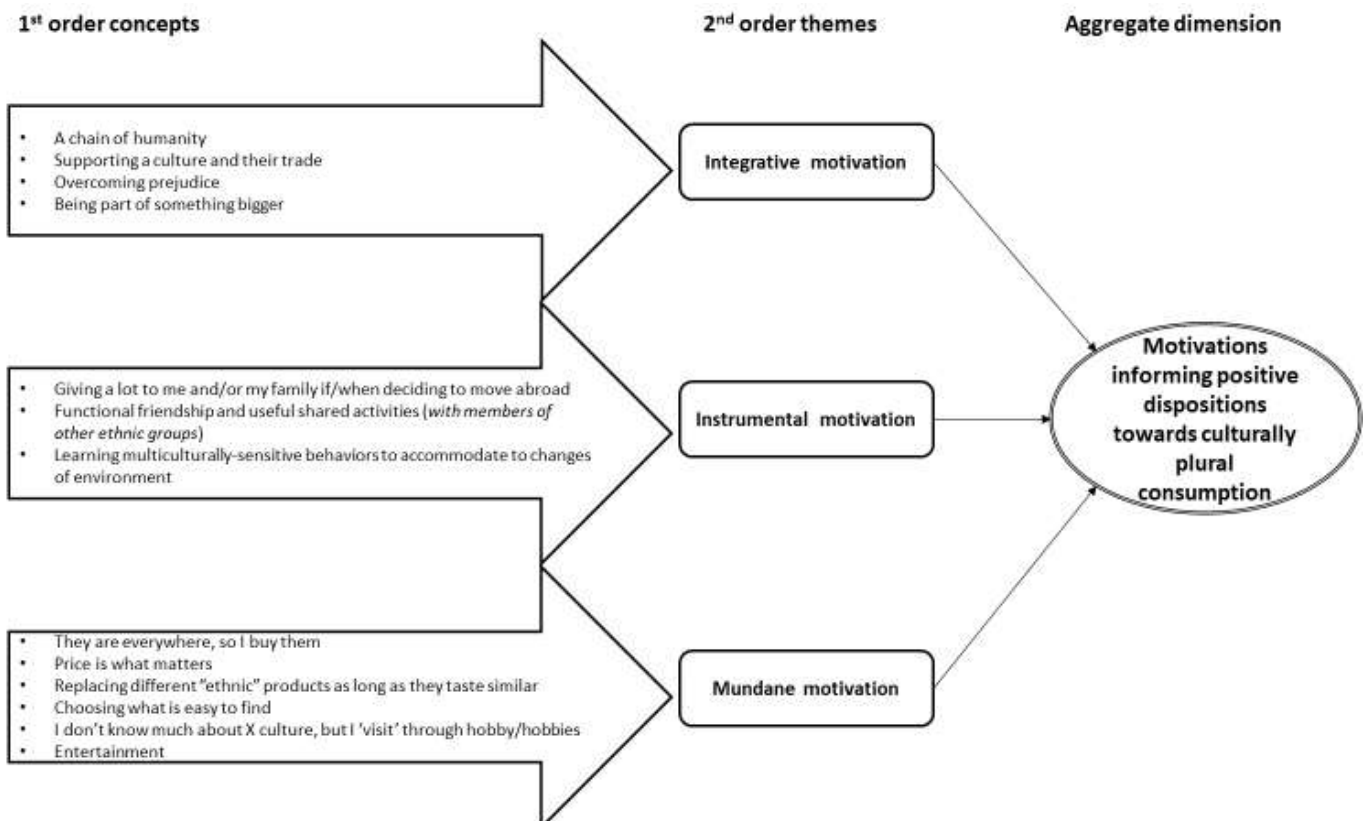 1st order concepts
2nd order themes
Aggregate dimension
• A chain of humanity
• Supporting a culture and their trade
• Overcoming prejudice
• Being part of something bigger
Integrative motivation
• Giving a lot to me and/or my family if/when deciding to move abroad
• Functional friendship and useful shared activities (with members of
other ethnic groups)
• Learning multiculturally-sensitive behaviors to accommodate to changes
of environment
Instrumental motivation
• They are everywhere, so I buy them
• Price is what matters
• Replacing different "ethnic" products as long as they taste similar
• Choosing what is easy to find
• I don't know much about X culture, but I 'visit' through hobby/hobbies
• Entertainment
Mundane motivation
Motivations
informing positive
dispositions
towards culturally
plural
consumption